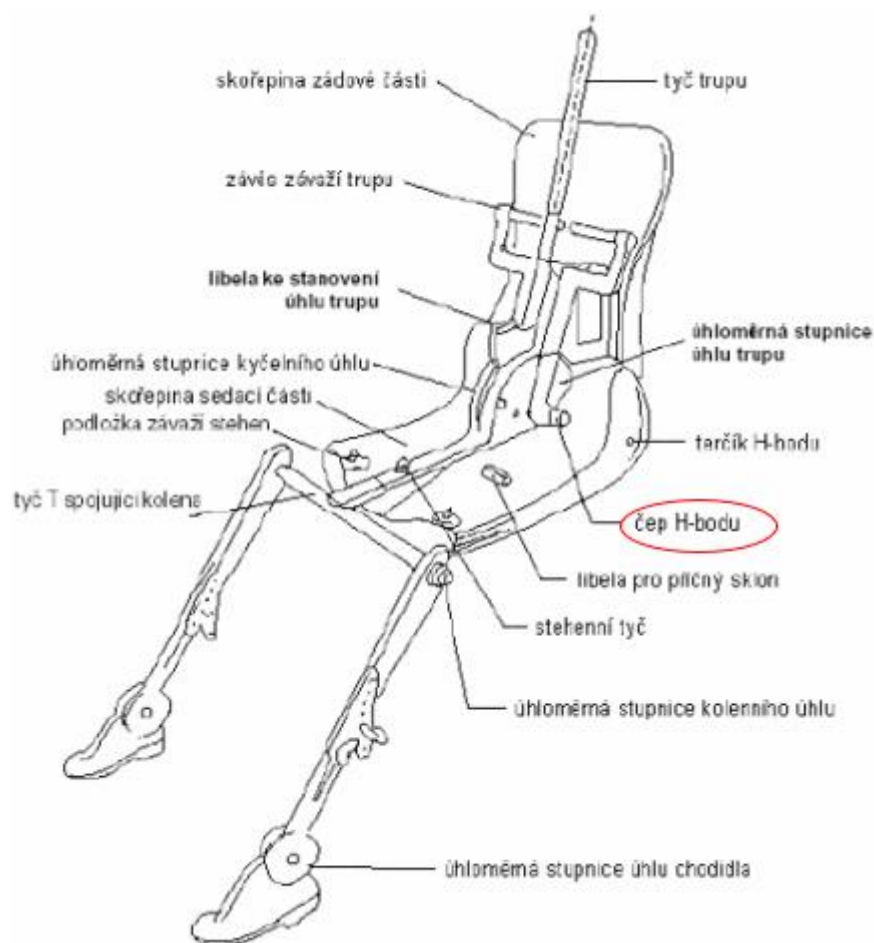 skořepina zádové části
tyč trupu
závěs závaží trupu
libela ke stanovení
úhlu trupu
úhloměrná stupnice
úhlu trupu
úhloměrná stupnice kyčelního úhlu
skořepina sedací části
podložka závaží stehen
terčík H-bodu
tyč T spojující kolena
čep H-bodu
libela pro příčný sklon
stehenní tyč
úhloměrná stupnice kolenního úhlu
úhloměrná stupnice úhlu chodidla